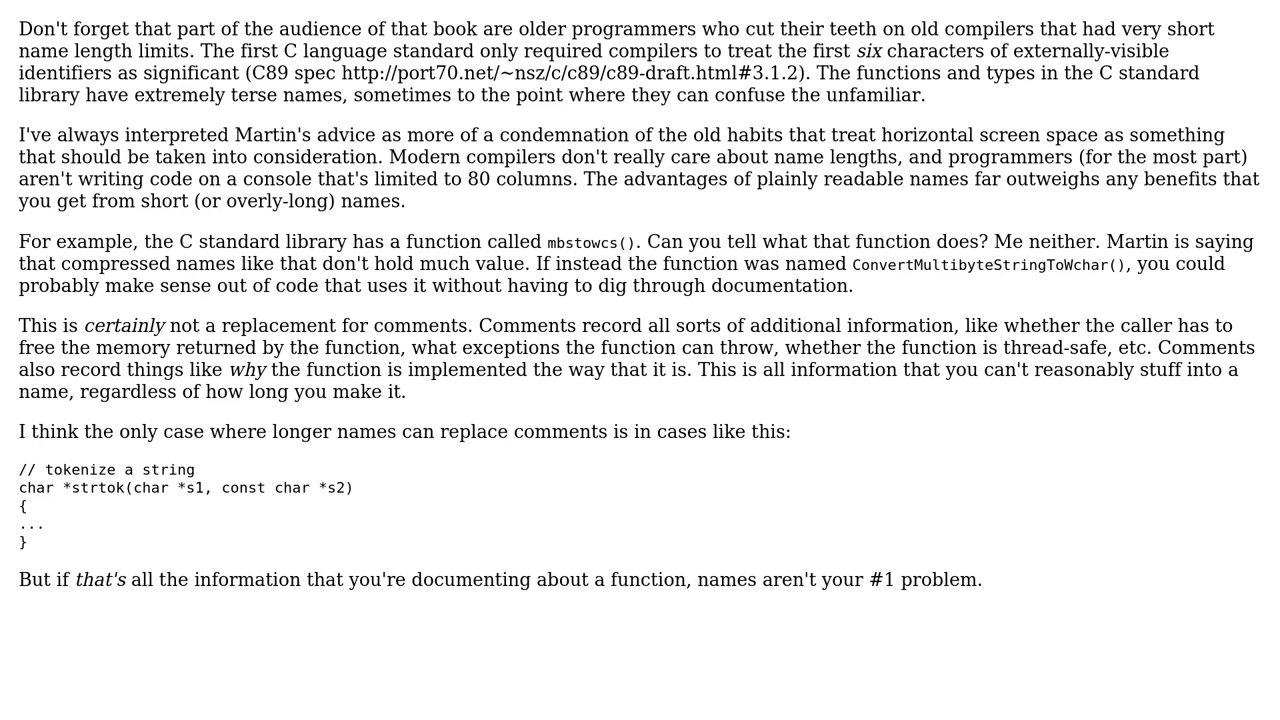 Don't forget that part of the audience of that book are older programmers who cut their teeth on old compilers that had very short
name length limits. The first C language standard only required compilers to treat the first six characters of externally-visible
identifiers as significant (C89 spec http://port70.net/~nsz/c/c89/c89-draft.html#3.1.2). The functions and types in the C standard
library have extremely terse names, sometimes to the point where they can confuse the unfamiliar.
I've always interpreted Martin's advice as more of a condemnation of the old habits that treat horizontal screen space as something
that should be taken into consideration. Modern compilers don't really care about name lengths, and programmers (for the most part)
aren't writing code on a console that's limited to 80 columns. The advantages of plainly readable names far outweighs any benefits that
you get from short (or overly-long) names.
For example, the C standard library has a function called mbstowcs(). Can you tell what that function does? Me neither. Martin is saying
that compressed names like that don't hold much value. If instead the function was named ConvertMultibyteStringToWchar(), you could
probably make sense out of code that uses it without having to dig through documentation.
This is certainly not a replacement for comments. Comments record all sorts of additional information, like whether the caller has to
free the memory returned by the function, what exceptions the function can throw, whether the function is thread-safe, etc. Comments
also record things like why the function is implemented the way that it is. This is all information that you can't reasonably stuff into a
name, regardless of how long you make it.
I think the only case where longer names can replace comments is in cases like this:
// tokenize a string
char *strtok(char *s1, const char *s2)
{
...
}
But if that's all the information that you're documenting about a function, names aren't your #1 problem.